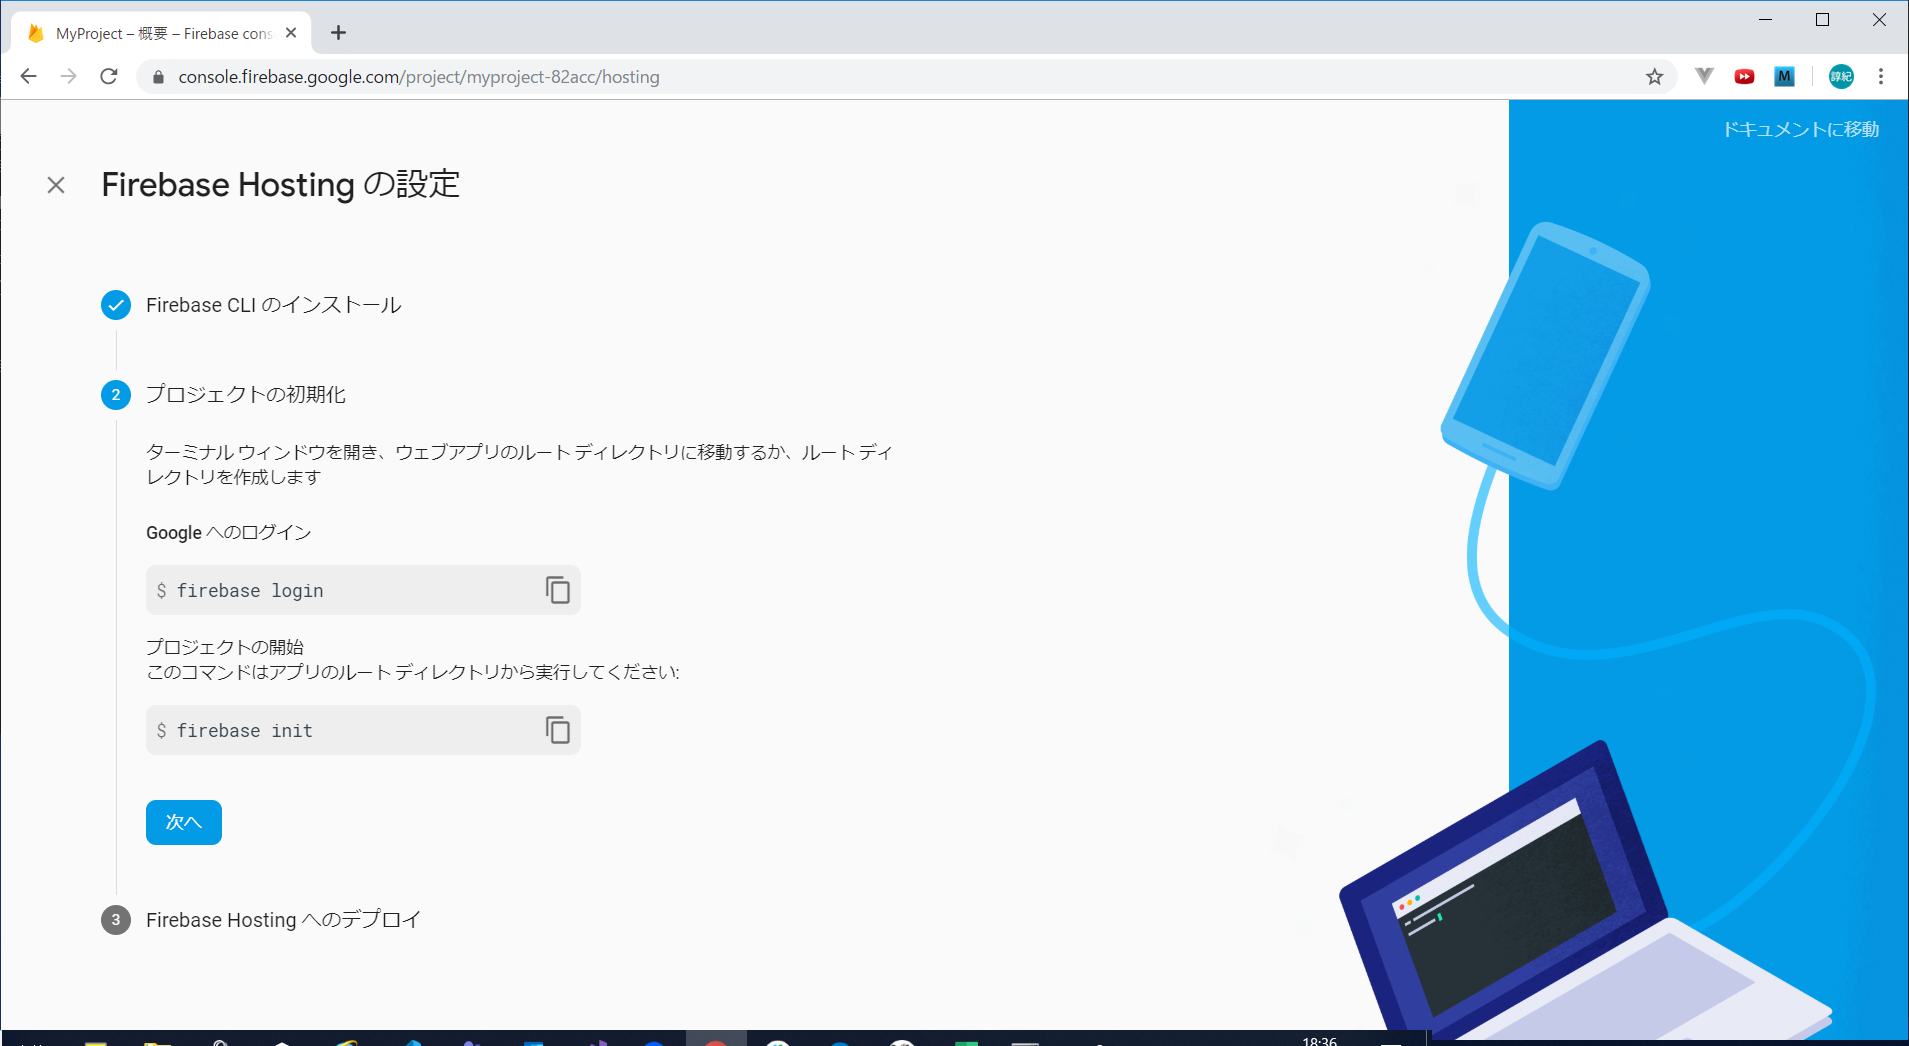 MyProject – 概要 – Firebase cons
console.firebase.google.com/project/myproject-82acc/hosting
M
諄紀
ドキュメントに移動
Firebase Hosting の設定
Firebase CLI のインストール
2 プロジェクトの初期化
ターミナル ウィンドウを開き、ウェブアプリのルート ディレクトリに移動するか、ルート ディ
レクトリを作成します
Google へのログイン
$ firebase login
プロジェクトの開始
このコマンドはアプリのルート ディレクトリから実行してください:
$ firebase init
次へ
3 Firebase Hosting へのデプロイ
18:36